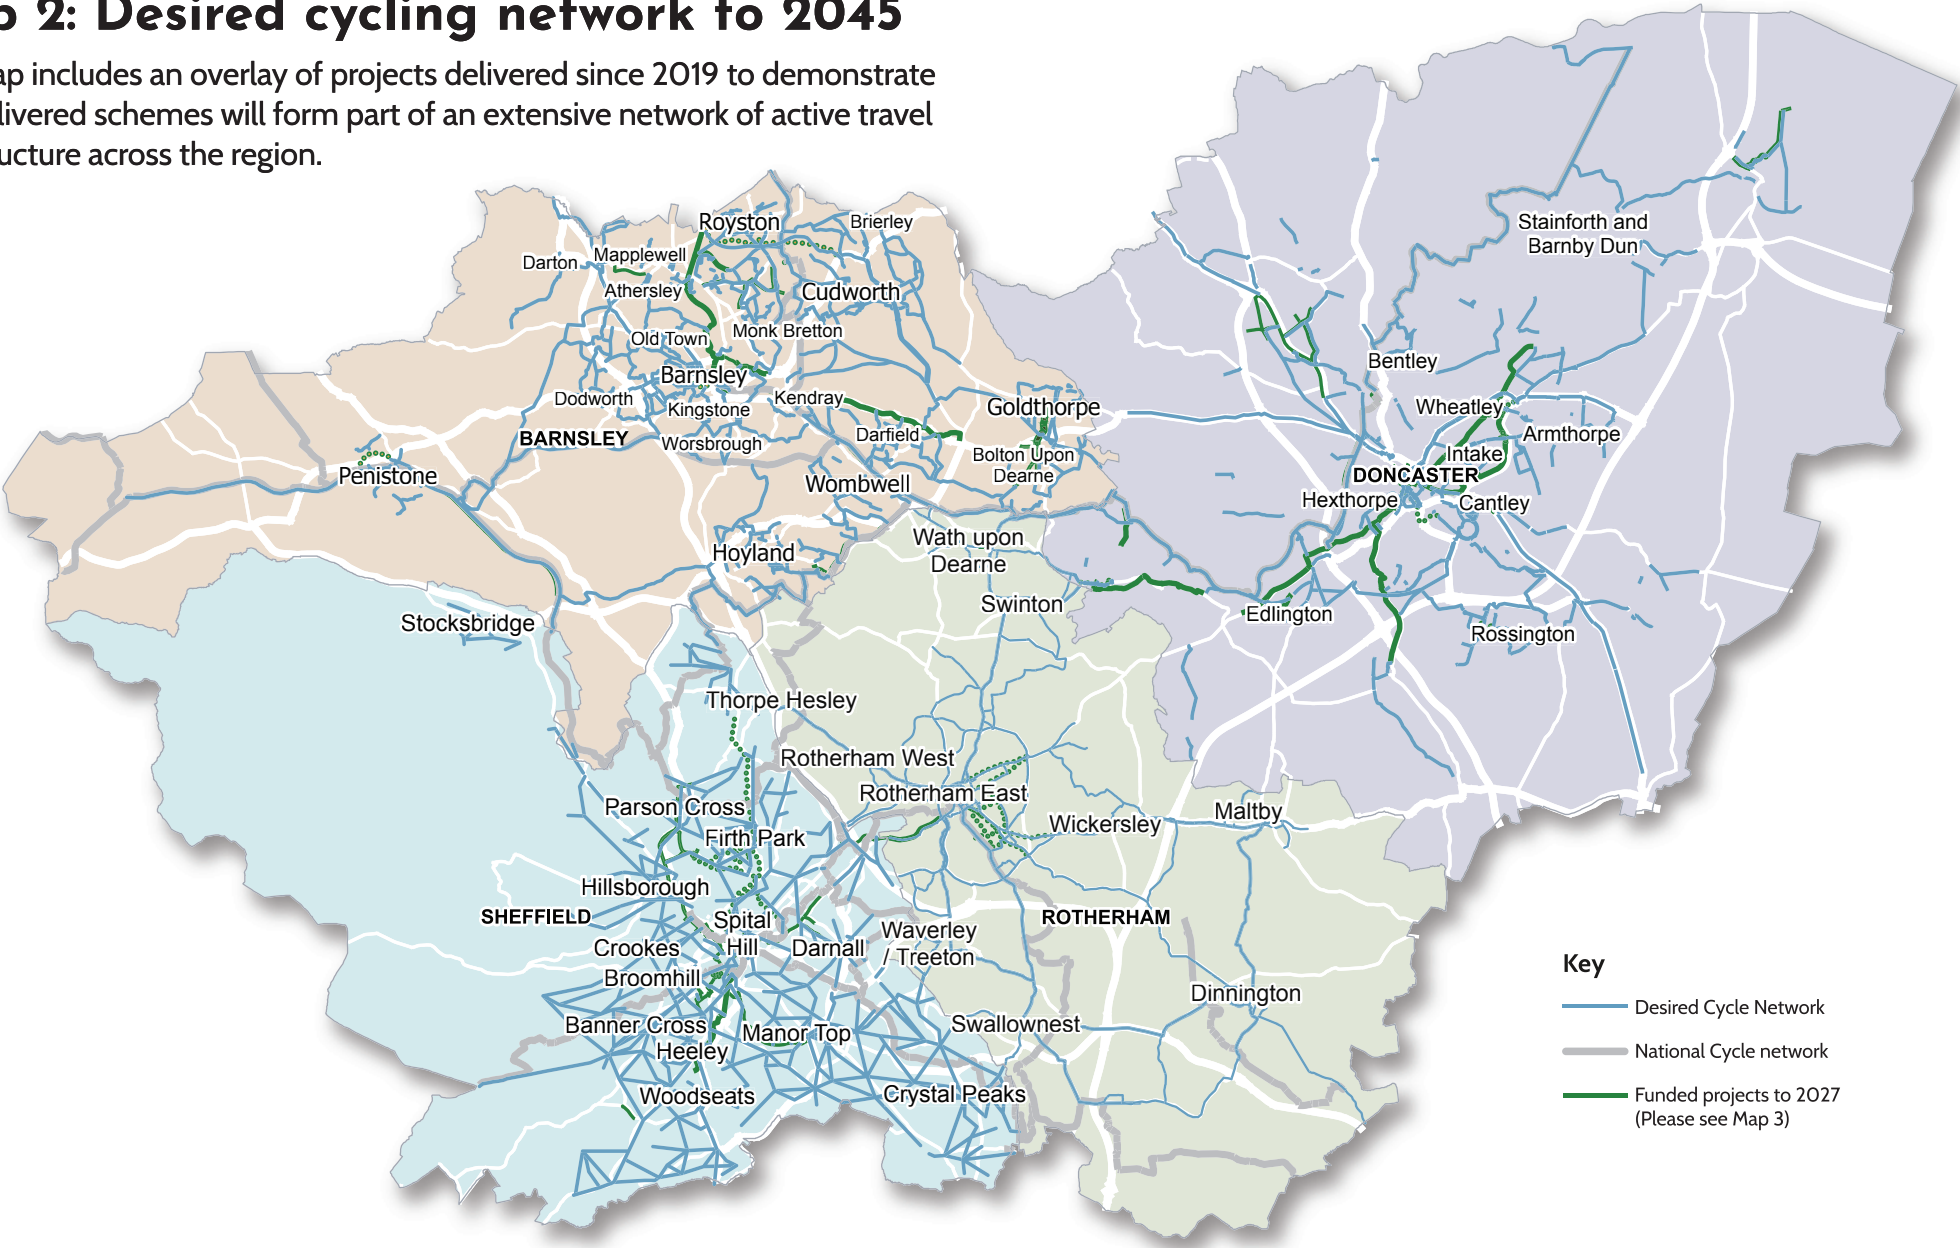 2: Desired cycling network to 2045
includes an overlay of projects delivered since 2019 to demonstrate
schemes will form part of an extensive network of active travel
across the region.
Royston
Brierley
Darton
Mapplewell
Athersley
Cudworth
Monk Bretton
Old Town
Barnsley
Dodworth
Kingstone
Kendray
Goldthorpe
BARNSLEY
Worsbrough
Darfield
Bolton Upon
Dearne
Penistone
Wombwell
Hoyland
Wath upon
Dearne
Swinton
Stocksbridge
Stainforth and
Barnby Dun
Bentley
Wheatley
Armthorpe
Intake
DONCASTER
Hexthorpe
Cantley
Edlington
Rossington
Thorpe Hesley
Rotherham West
Rotherham East
Parson Cross
Firth Park
Wickersley
Maltby
Hillsborough
SHEFFIELD
Spital
Hill
ROTHERHAM
Crookes
Darnall
Waverley
/ Treeton
Broomhill
Dinnington
Banner Cross
Manor Top
Swallownest
Heeley
Woodseats
Crystal Peaks
Key
Desired Cycle Network
National Cycle network
Funded projects to 2027
(Please see Map 3)